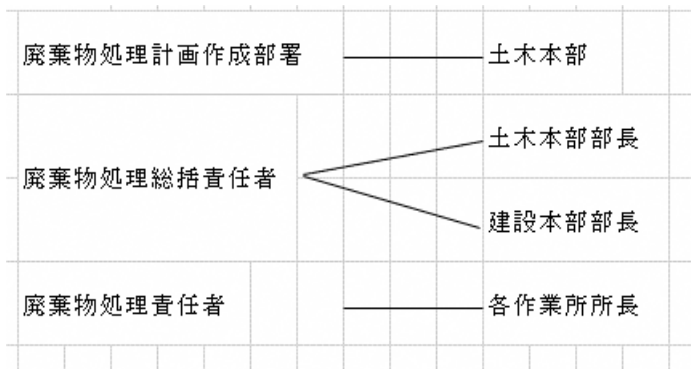 廃棄物処理計画作成部署 土木本部
土木本部部長
廃棄物処理総括責任者
建設本部部長
廃棄物処理責任者 各作業所所長